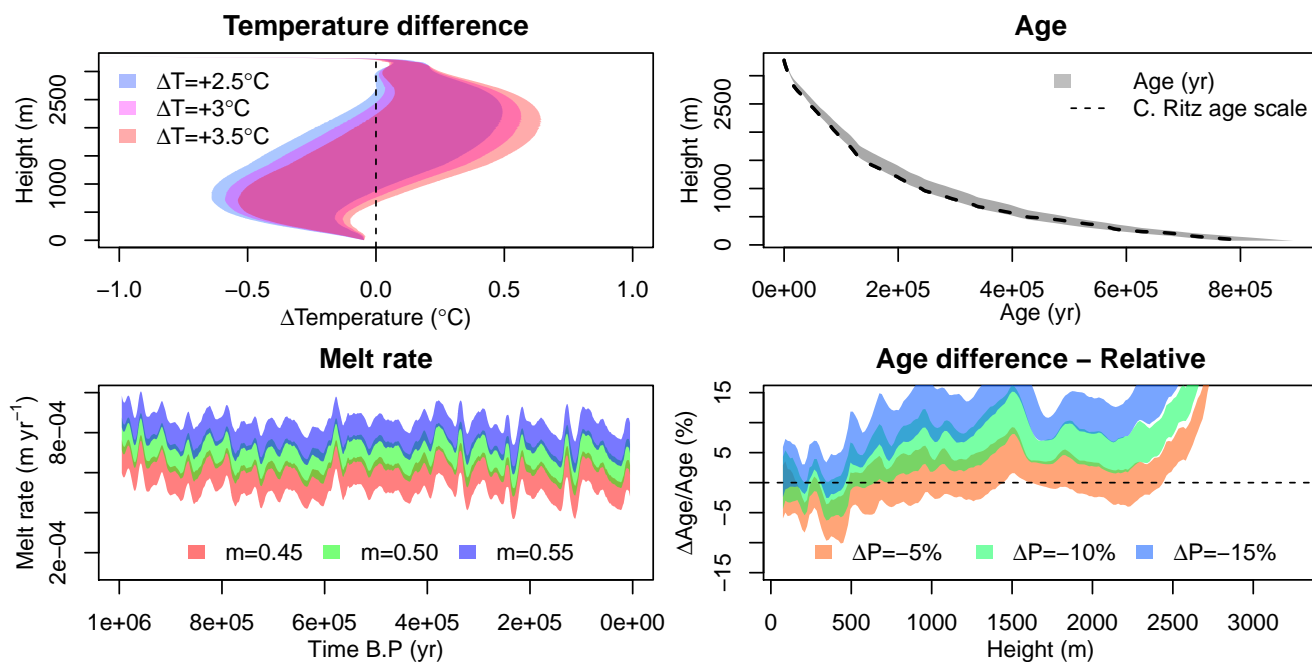 Temperature difference
Height (m)
0
1000
2500
ΔT=+2.5°C
ΔT=+3°C
ΔT=+3.5°C
−1.0 −0.5 0.0 0.5 1.0
ΔTemperature (°C)
Age
Height (m)
0
1000
2500
Age (yr)
C. Ritz age scale
0e+00 2e+05 4e+05 6e+05 8e+05
Age (yr)
Melt rate
Melt rate (m yr⁻¹)
2e−04
8e−04
m=0.45 m=0.50 m=0.55
1e+06 8e+05 6e+05 4e+05 2e+05 0e+00
Time B.P (yr)
Age difference − Relative
ΔAge/Age (%)
−15
−5
5
15
ΔP=−5% ΔP=−10% ΔP=−15%
0 500 1000 1500 2000 2500 3000
Height (m)